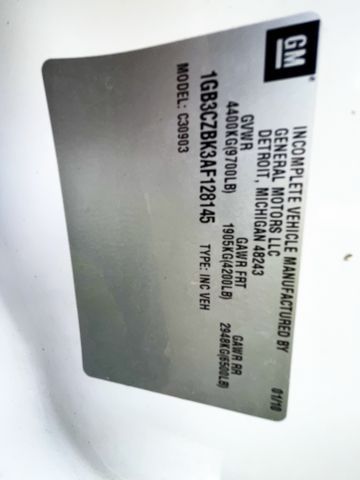 GM
INCOMPLETE VEHICLE MANUFACTURED BY
GENERAL MOTORS LLC
DETROIT, MICHIGAN 48243
01/10
GVWR GAWR FRT GAWR RR
4400KG(9700LB) 1905KG(4200LB) 2948KG(6500LB)
1GB3CZBK3AF128145 TYPE: INC VEH
MODEL: C30903